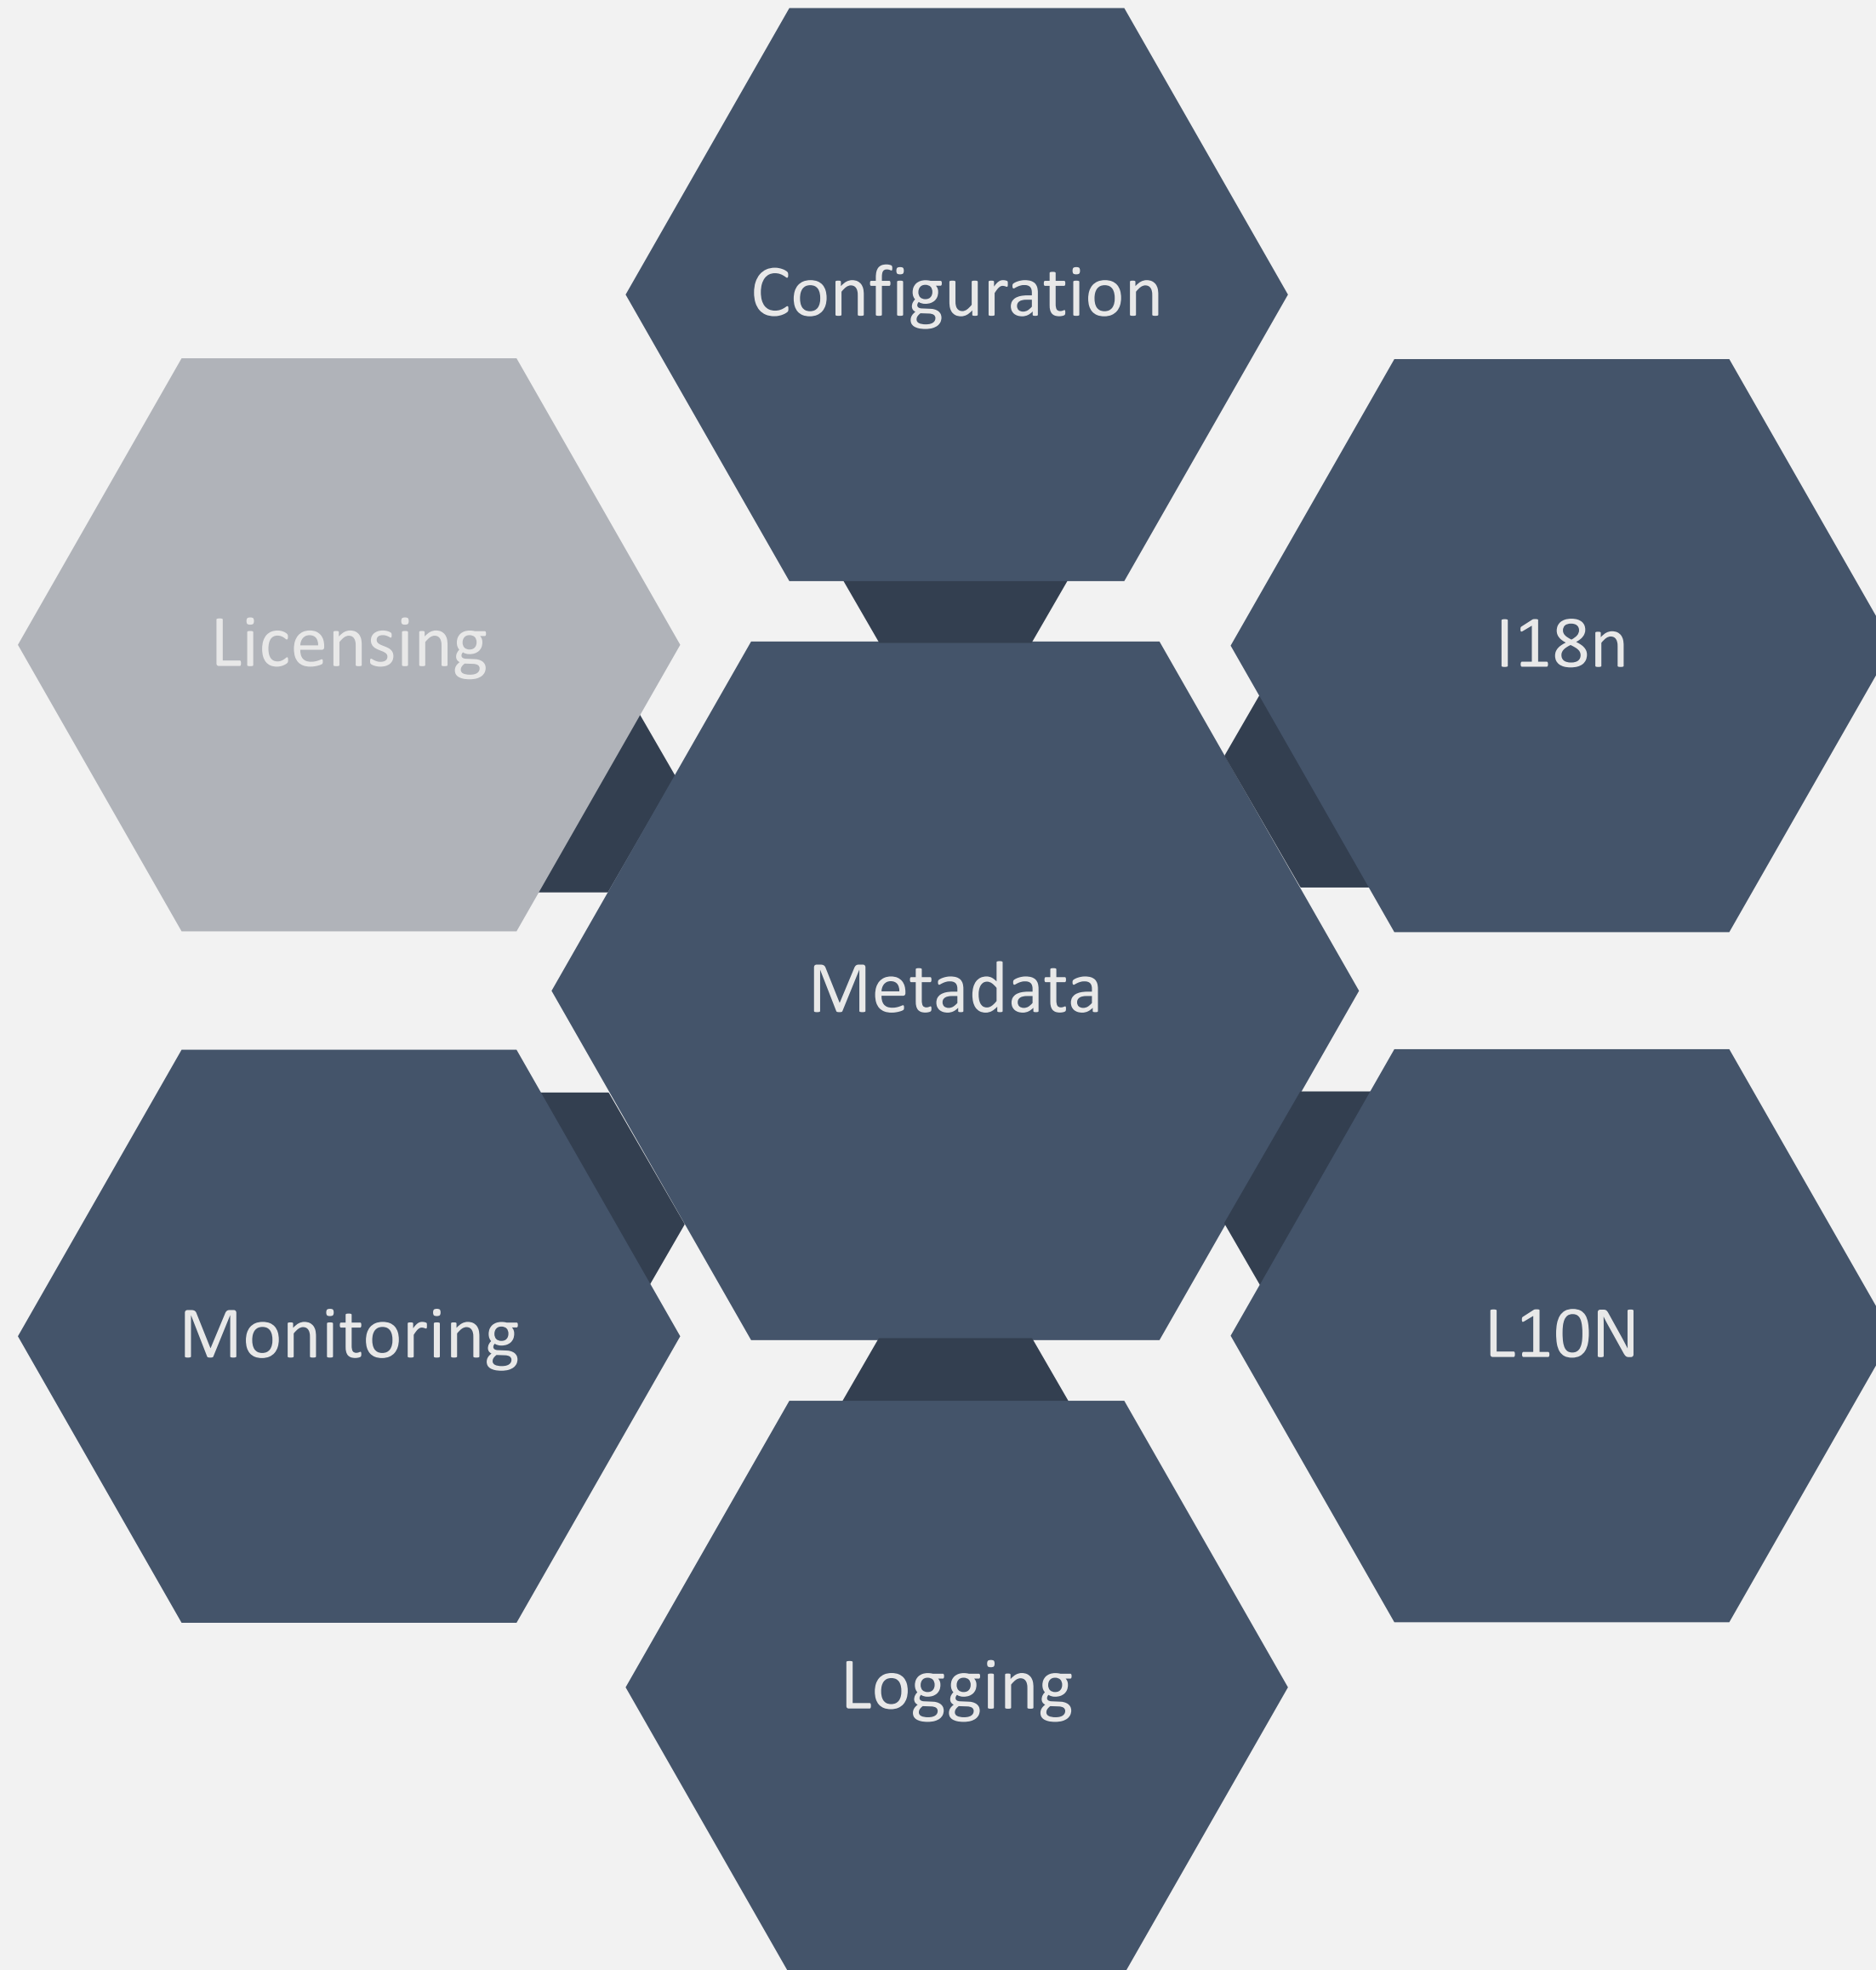 Configuration
Licensing
I18n
Metadata
Monitoring
L10N
Logging